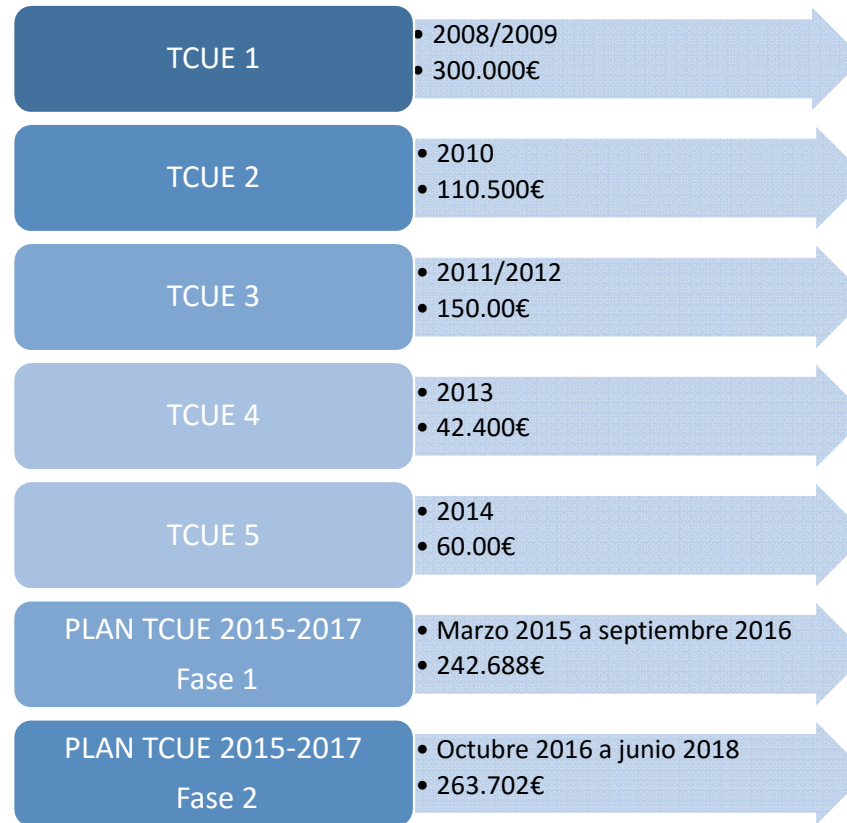 TCUE 1
• 2008/2009
• 300.000€
TCUE 2
• 2010
• 110.500€
TCUE 3
• 2011/2012
• 150.00€
TCUE 4
• 2013
• 42.400€
TCUE 5
• 2014
• 60.00€
PLAN TCUE 2015-2017
Fase 1
• Marzo 2015 a septiembre 2016
• 242.688€
PLAN TCUE 2015-2017
Fase 2
• Octubre 2016 a junio 2018
• 263.702€